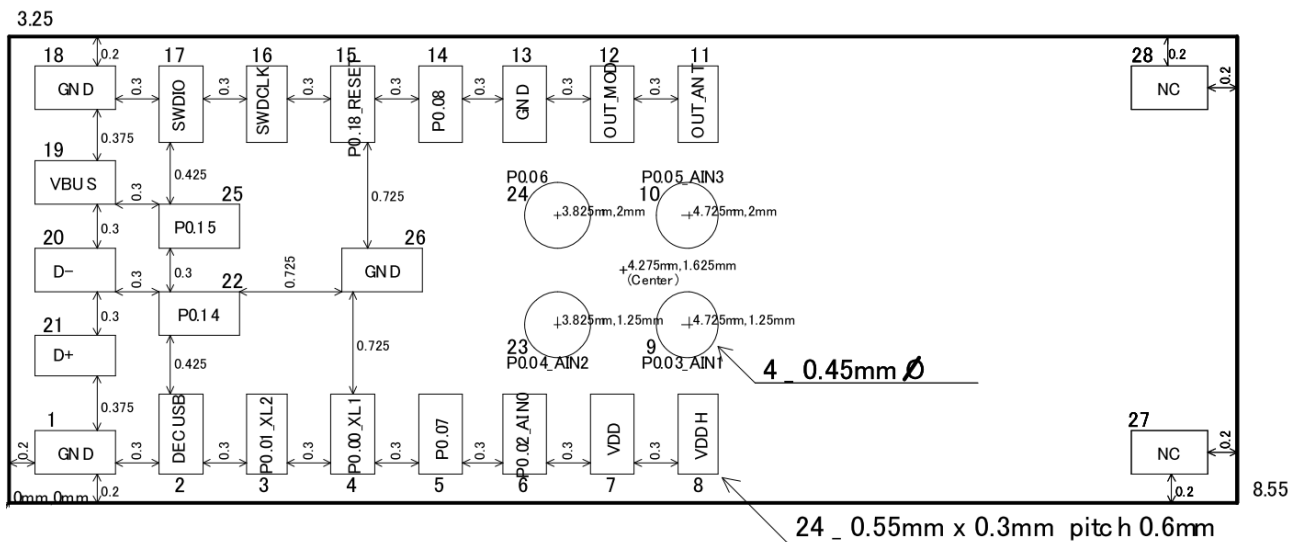 3.25
18
17
16
15
14
13
12
11
28
0.2
0.2
GND
0.3
SWDIO
0.3
SWDCLK
0.3
P0.18_RESET
0.3
P0.08
0.3
GND
0.3
OUT_MOD
0.3
OUT_ANT
NC
0.2
0.375
19
0.425
VBUS
0.3
25
0.725
P0.06
24
3.825mm,2mm
P0.05_AIN3
10
4.725mm,2mm
0.3
P0.15
20
26
D-
0.3
0.3
22
0.725
GND
4.275mm,1.625mm
(Center)
0.3
P0.14
21
D+
0.425
0.725
3.825mm,1.25mm
23
P0.04_AIN2
4.725mm,1.25mm
9
P0.03_AIN1
4 _ 0.45mm Ø
0.375
1
27
0.2
GND
0.3
DECUSB
0.3
P0.01_XL2
0.3
P0.00_XL1
0.3
P0.07
0.3
P0.02_AIN0
0.3
VDD
0.3
VDDH
NC
0.2
0mm,0mm
0.2
2
3
4
5
6
7
8
0.2
8.55
24 _ 0.55mm x 0.3mm pitch 0.6mm